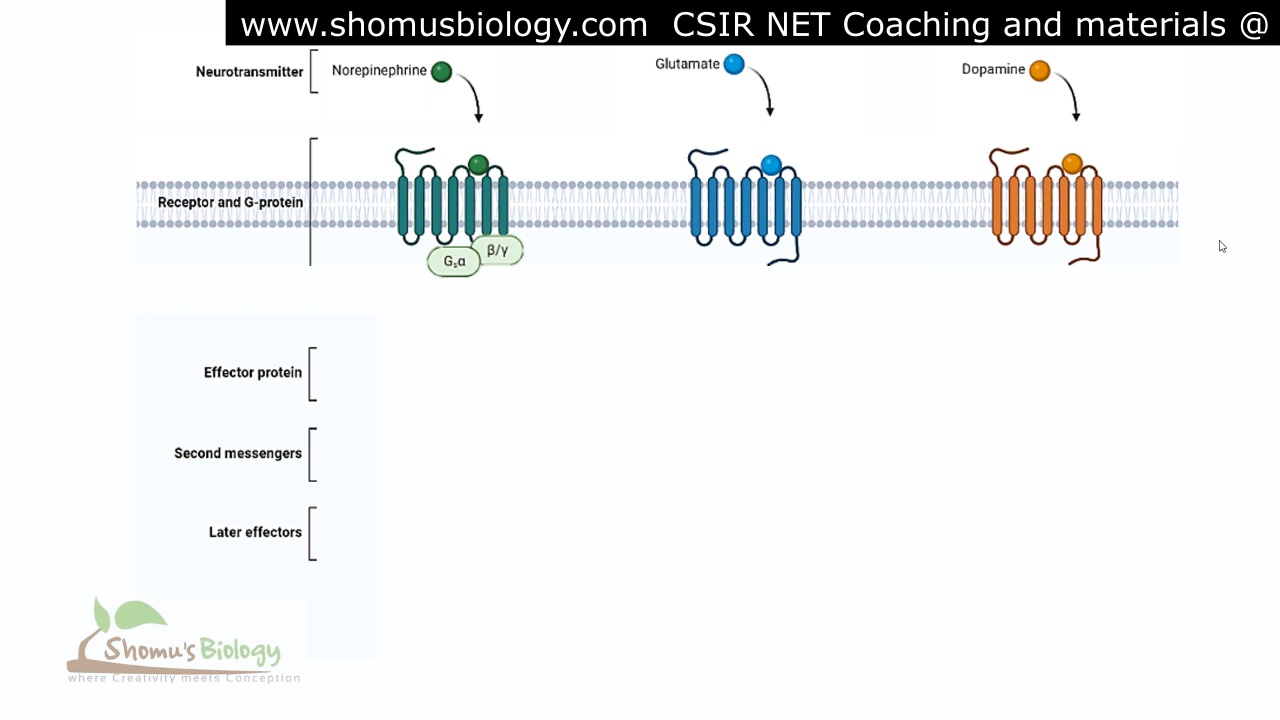 www.shomusbiology.com CSIR NET Coaching and materials @
Neurotransmitter
Norepinephrine
Glutamate
Dopamine
Receptor and G-protein
Gₛα
β/γ
Effector protein
Second messengers
Later effectors
Shomu's Biology
where Creativity meets Conception